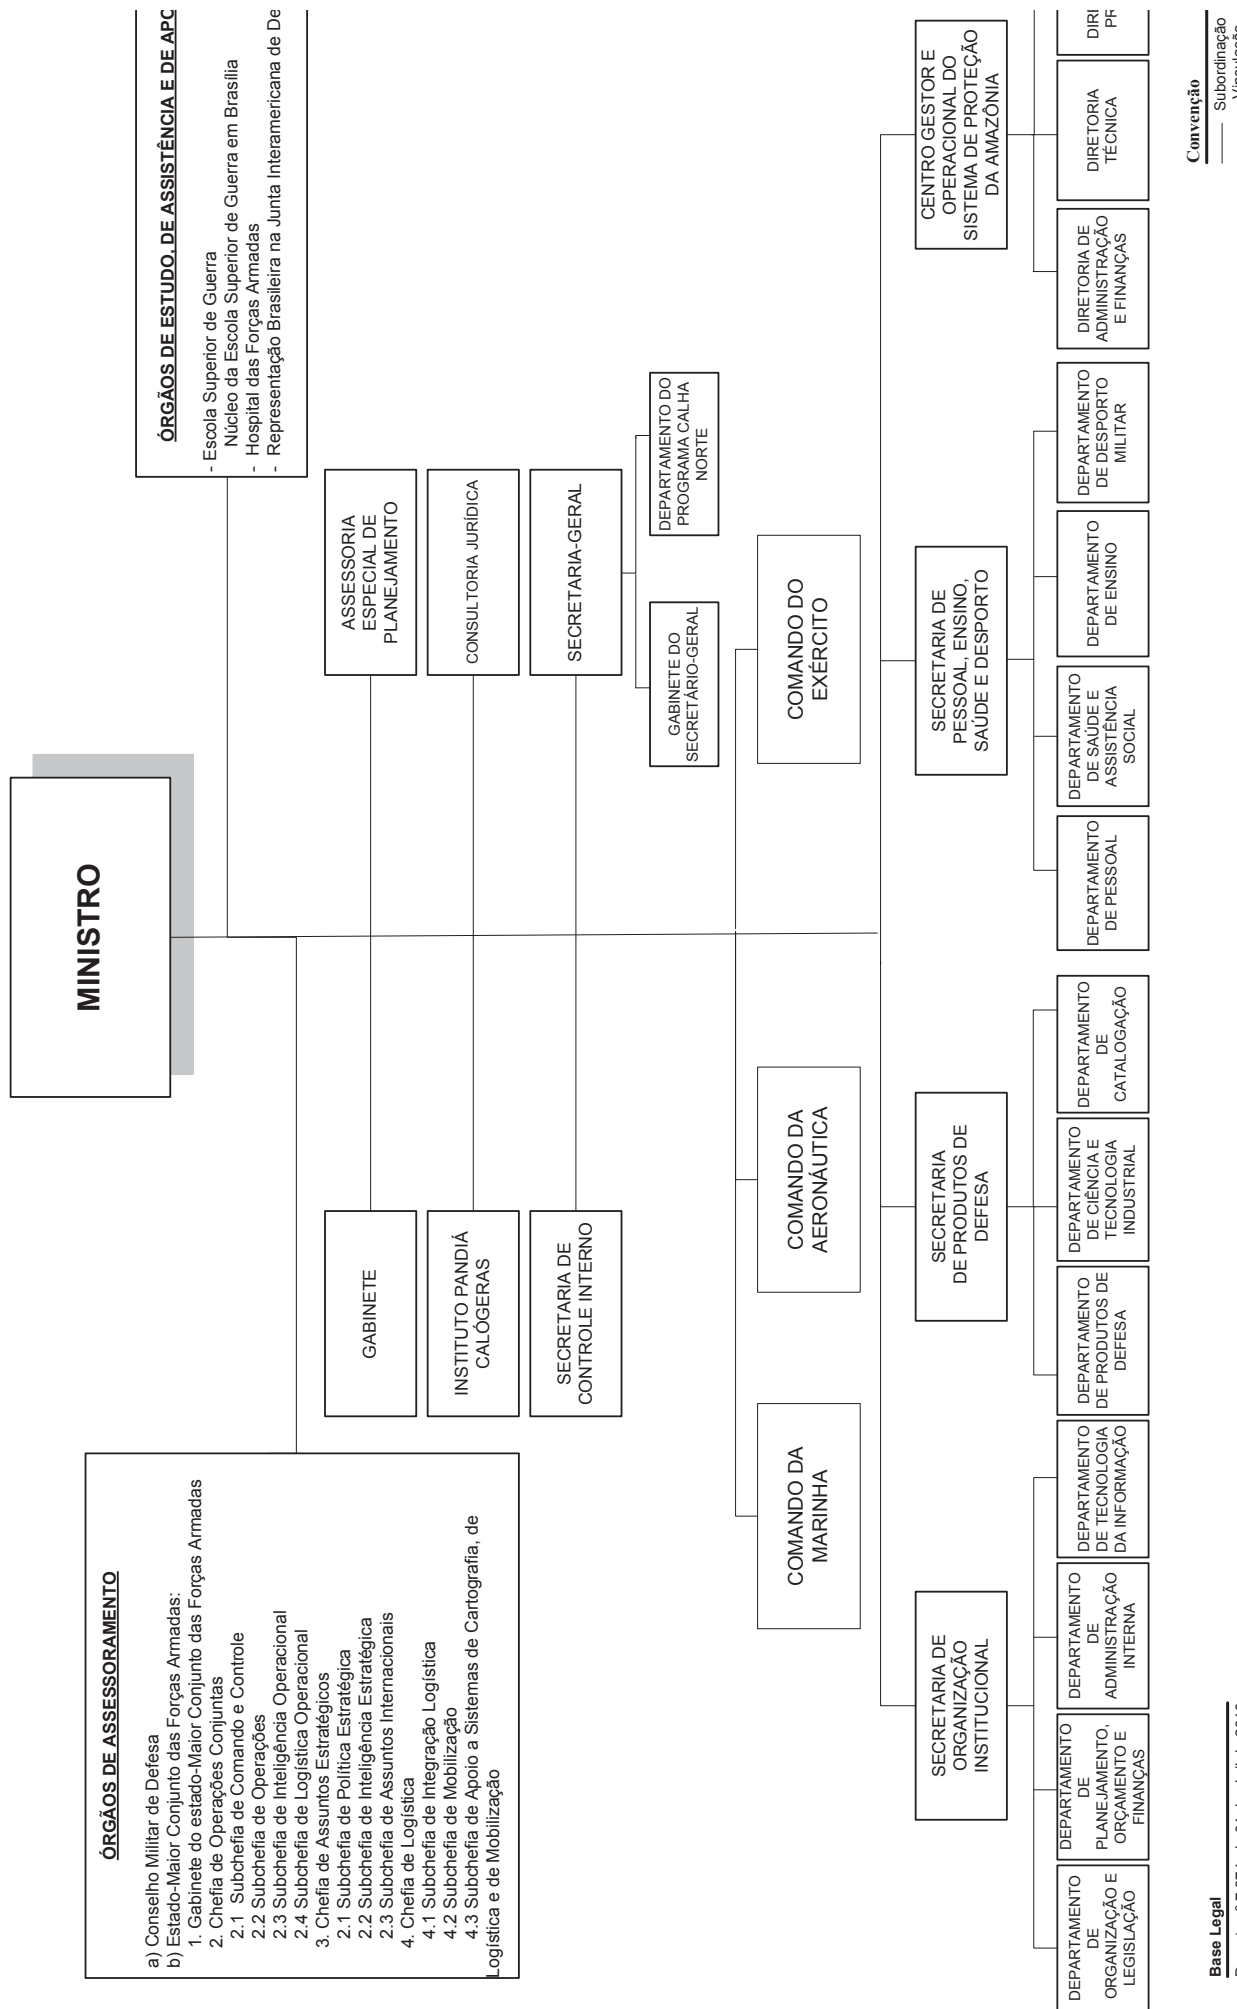 MINISTRO
ÓRGÃOS DE ASSESSORAMENTO
a) Conselho Militar de Defesa
b) Estado-Maior Conjunto das Forças Armadas:
1. Gabinete do estado-Maior Conjunto das Forças Armadas
2. Chefia de Operações Conjuntas
2.1 Subchefia de Comando e Controle
2.2 Subchefia de Operações
2.3 Subchefia de Inteligência Operacional
2.4 Subchefia de Logística Operacional
3. Chefia de Assuntos Estratégicos
2.1 Subchefia de Política Estratégica
2.2 Subchefia de Inteligência Estratégica
2.3 Subchefia de Assuntos Internacionais
4. Chefia de Logística
4.1 Subchefia de Integração Logística
4.2 Subchefia de Mobilização
4.3 Subchefia de Apoio a Sistemas de Cartografia, de
Logística e de Mobilização
ÓRGÃOS DE ESTUDO, DE ASSISTÊNCIA E DE APO
- Escola Superior de Guerra
Núcleo da Escola Superior de Guerra em Brasília
- Hospital das Forças Armadas
- Representação Brasileira na Junta Interamericana de De
GABINETE
ASSESSORIA
ESPECIAL DE
PLANEJAMENTO
INSTITUTO PANDIÁ
CALÓGERAS
CONSULTORIA JURÍDICA
SECRETARIA DE
CONTROLE INTERNO
SECRETARIA-GERAL
GABINETE DO
SECRETÁRIO-GERAL
DEPARTAMENTO DO
PROGRAMA CALHA
NORTE
COMANDO DA
MARINHA
COMANDO DA
AERONÁUTICA
COMANDO DO
EXÉRCITO
SECRETARIA DE
ORGANIZAÇÃO
INSTITUCIONAL
SECRETARIA
DE PRODUTOS DE
DEFESA
SECRETARIA DE
PESSOAL, ENSINO,
SAÚDE E DESPORTO
CENTRO GESTOR E
OPERACIONAL DO
SISTEMA DE PROTEÇÃO
DA AMAZÔNIA
DEPARTAMENTO
DE
ORGANIZAÇÃO E
LEGISLAÇÃO
DEPARTAMENTO
DE
PLANEJAMENTO,
ORÇAMENTO E
FINANÇAS
DEPARTAMENTO
DE
ADMINISTRAÇÃO
INTERNA
DEPARTAMENTO
DE TECNOLOGIA
DA INFORMAÇÃO
DEPARTAMENTO
DE PRODUTOS DE
DEFESA
DEPARTAMENTO
DE CIÊNCIA E
TECNOLOGIA
INDUSTRIAL
DEPARTAMENTO
DE
CATALOGAÇÃO
DEPARTAMENTO
DE PESSOAL
DEPARTAMENTO
DE SAÚDE E
ASSISTÊNCIA
SOCIAL
DEPARTAMENTO
DE ENSINO
DEPARTAMENTO
DE DESPORTO
MILITAR
DIRETORIA DE
ADMINISTRAÇÃO
E FINANÇAS
DIRETORIA
TÉCNICA
DIRE
PR
Base Legal
Convenção
Subordinação
Vinculação